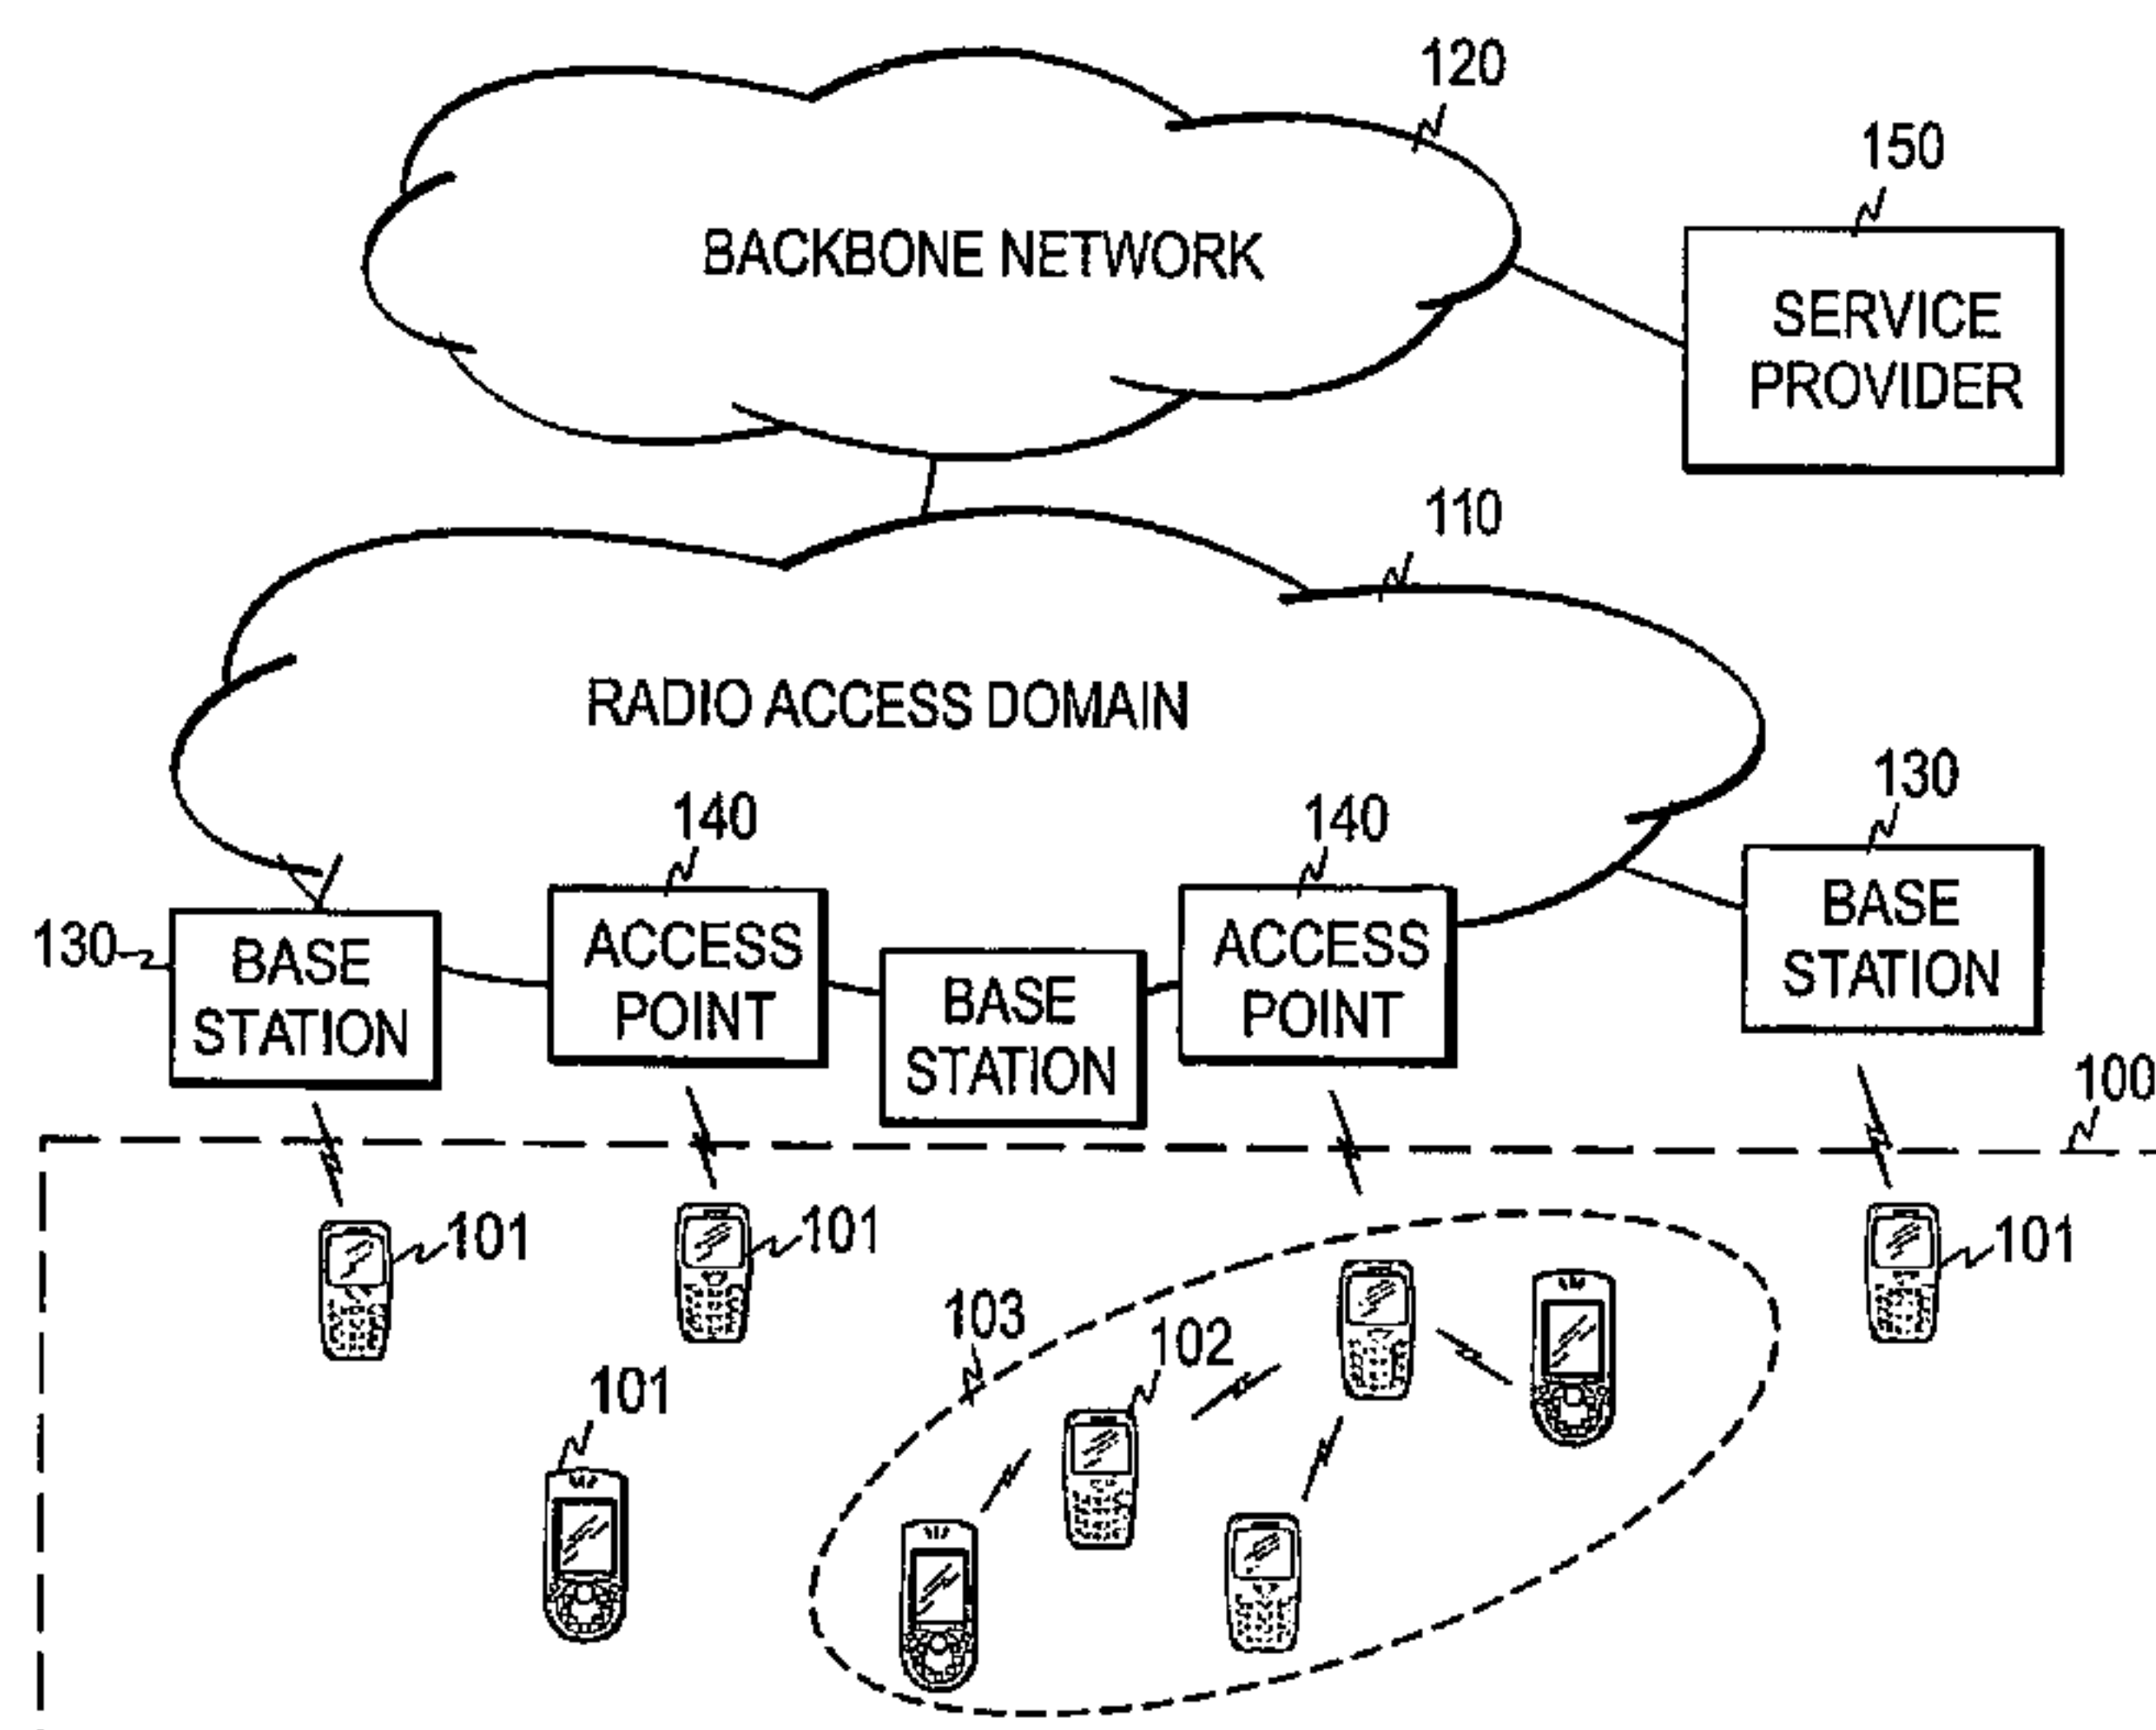 120
150
BACKBONE NETWORK
SERVICE
PROVIDER
110
RADIO ACCESS DOMAIN
130
140
140
130
BASE
STATION
ACCESS
POINT
BASE
STATION
ACCESS
POINT
BASE
STATION
100
101
101
101
103
102
101